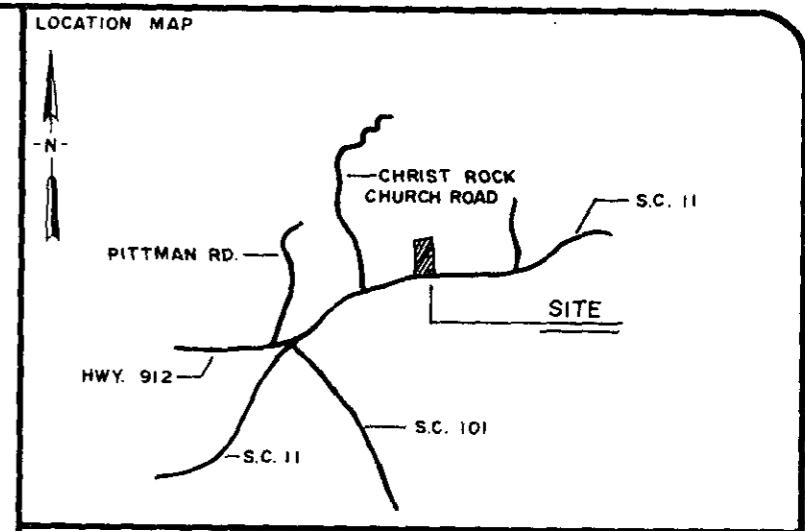 LOCATION MAP
-N-
CHRIST ROCK
CHURCH ROAD
S.C. 11
PITTMAN RD.
SITE
HWY. 912
S.C. 101
S.C. 11